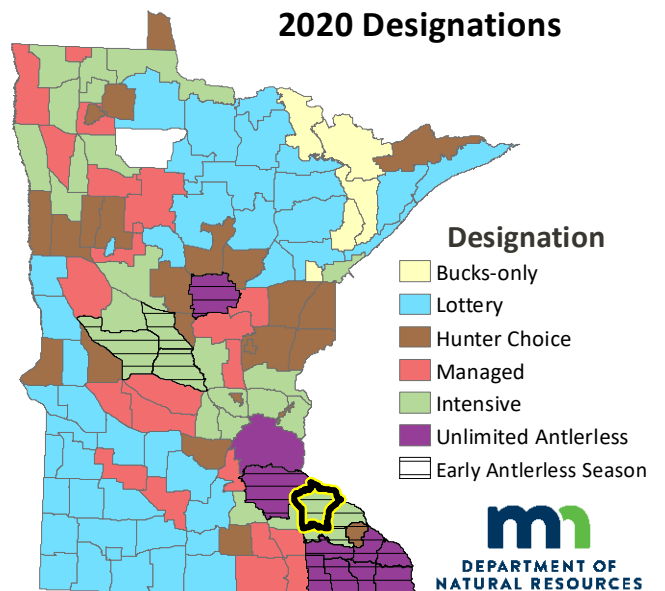 2020 Designations
Designation
Bucks-only
Lottery
Hunter Choice
Managed
Intensive
Unlimited Antlerless
Early Antlerless Season
DEPARTMENT OF
NATURAL RESOURCES